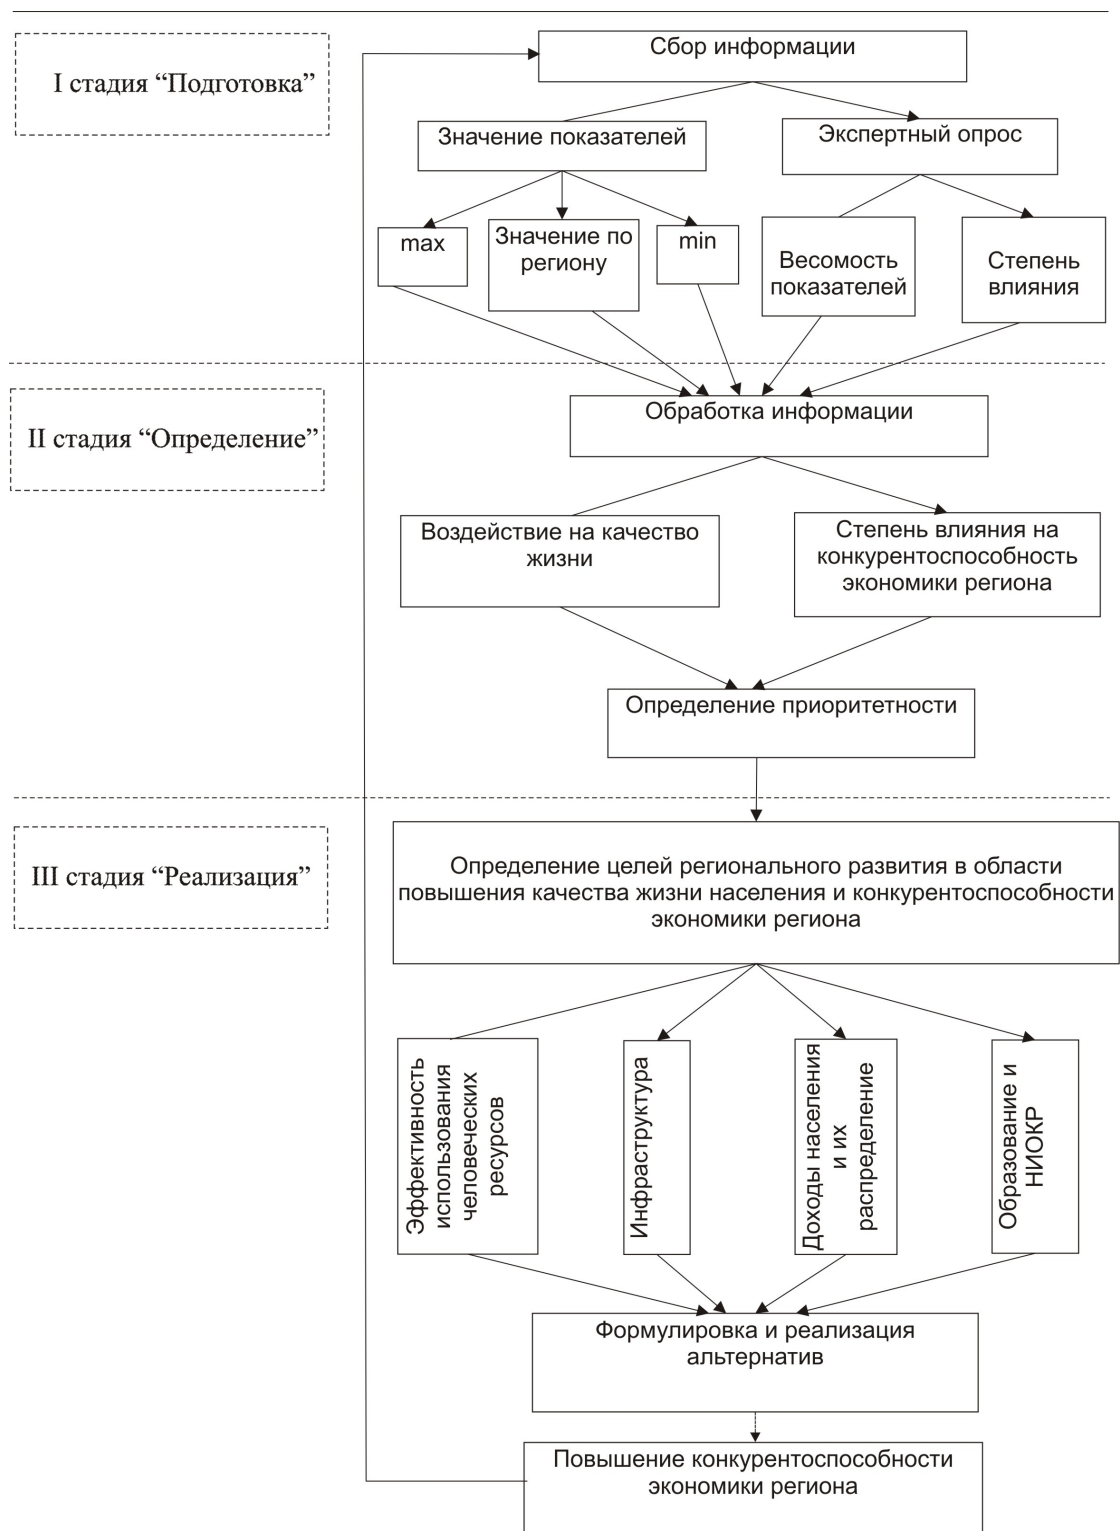 I стадия “Подготовка”
Сбор информации
Значение показателей
Экспертный опрос
max
Значение по
региону
min
Весомость
показателей
Степень
влияния
II стадия “Определение”
Обработка информации
Воздействие на качество
жизни
Степень влияния на
конкурентоспособность
экономики региона
Определение приоритетности
III стадия “Реализация”
Определение целей регионального развития в области
повышения качества жизни населения и конкурентоспособности
экономики региона
Эффективность
использования
человеческих
ресурсов
Инфраструктура
Доходы населения
и их
распределение
Образование и
НИОКР
Формулировка и реализация
альтернатив
Повышение конкурентоспособности
экономики региона